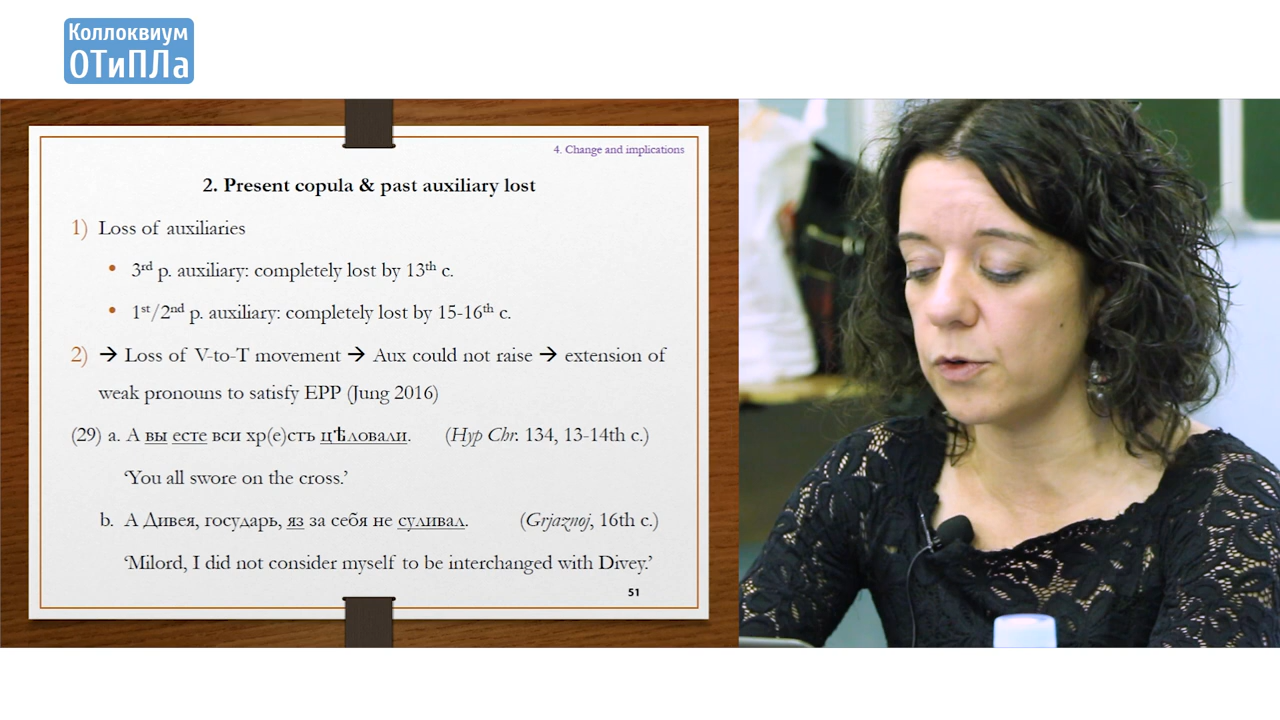 Коллоквиум
ОТиПЛа
4. Change and implications
2. Present copula & past auxiliary lost
1) Loss of auxiliaries
• 3rd p. auxiliary: completely lost by 13th c.
• 1st/2nd p. auxiliary: completely lost by 15-16th c.
2) → Loss of V-to-T movement → Aux could not raise → extension of
weak pronouns to satisfy EPP (Jung 2016)
(29) a. А вы есте вси хр(е)сть цѣловали. (Hyp Chr. 134, 13-14th c.)
‘You all swore on the cross.’
b. А Дивея, государь, яз за себя не суливал. (Grjaznoj, 16th c.)
‘Milord, I did not consider myself to be interchanged with Divey.’
51